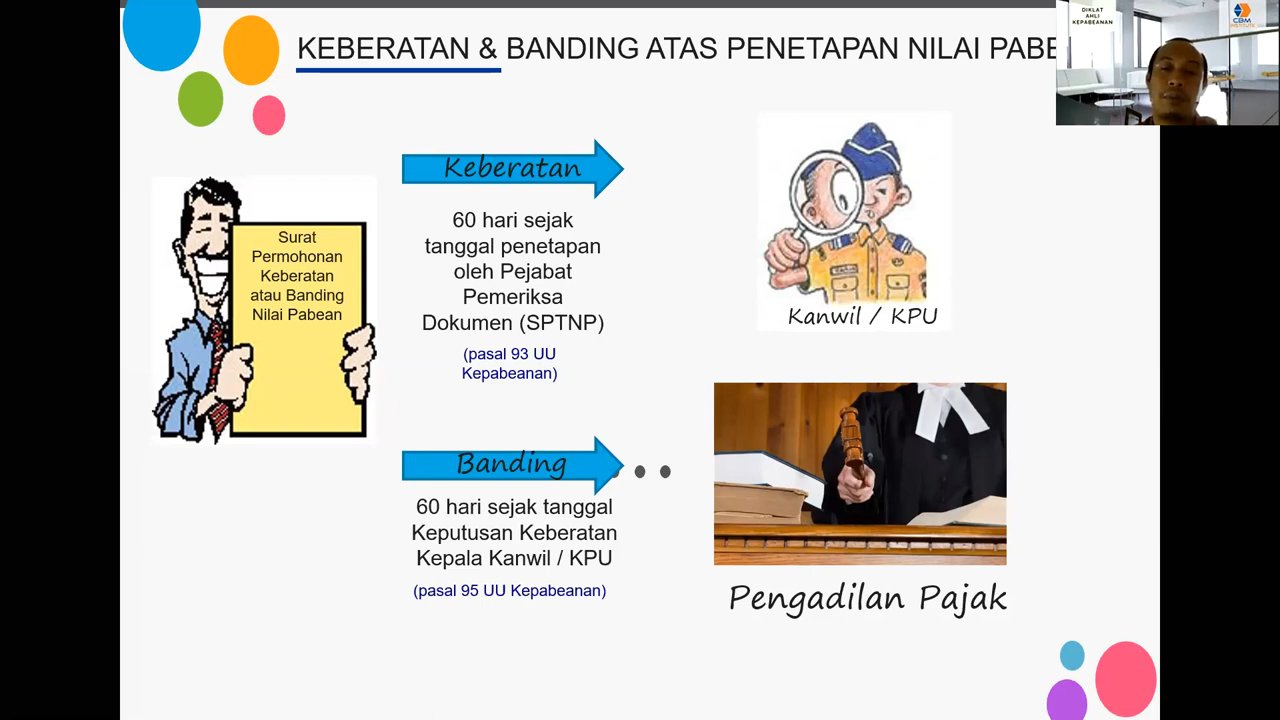 KEBERATAN & BANDING ATAS PENETAPAN NILAI PABE
DIKLAT
AHLI
KEPABEANAN
CBM
INSTITUTE
Surat
Permohonan
Keberatan
atau Banding
Nilai Pabean
Keberatan
60 hari sejak
tanggal penetapan
oleh Pejabat
Pemeriksa
Dokumen (SPTNP)
(pasal 93 UU
Kepabeanan)
Kanwil / KPU
Banding
60 hari sejak tanggal
Keputusan Keberatan
Kepala Kanwil / KPU
(pasal 95 UU Kepabeanan)
Pengadilan Pajak